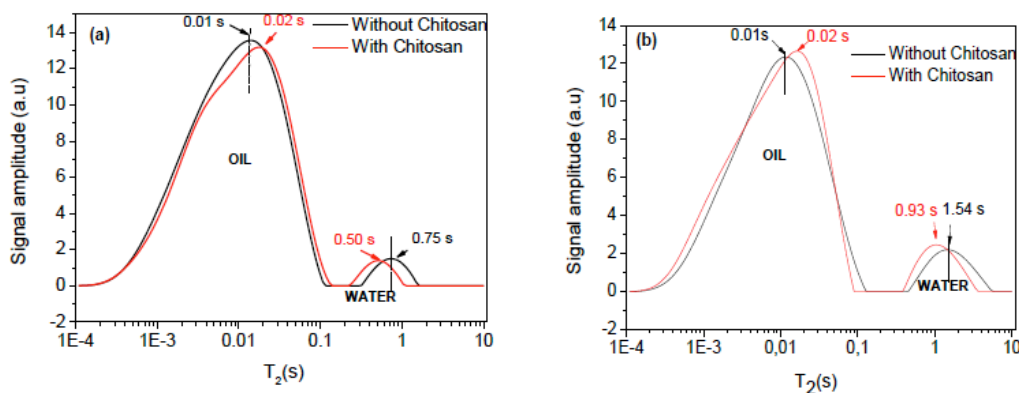 (a)
0.01 s
0.02 s
Without Chitosan
With Chitosan
14
12
10
8
6
4
2
0
-2
Signal amplitude (a.u)
OIL
0.50 s
0.75 s
WATER
1E-4
1E-3
0.01
0.1
1
10
T2(s)
(b)
0.01s
0.02 s
Without Chitosan
With Chitosan
14
12
10
8
6
4
2
0
-2
Signal amplitude (a.u)
OIL
0.93 s
1.54 s
WATER
1E-4
1E-3
0,01
0,1
1
10
T2(s)